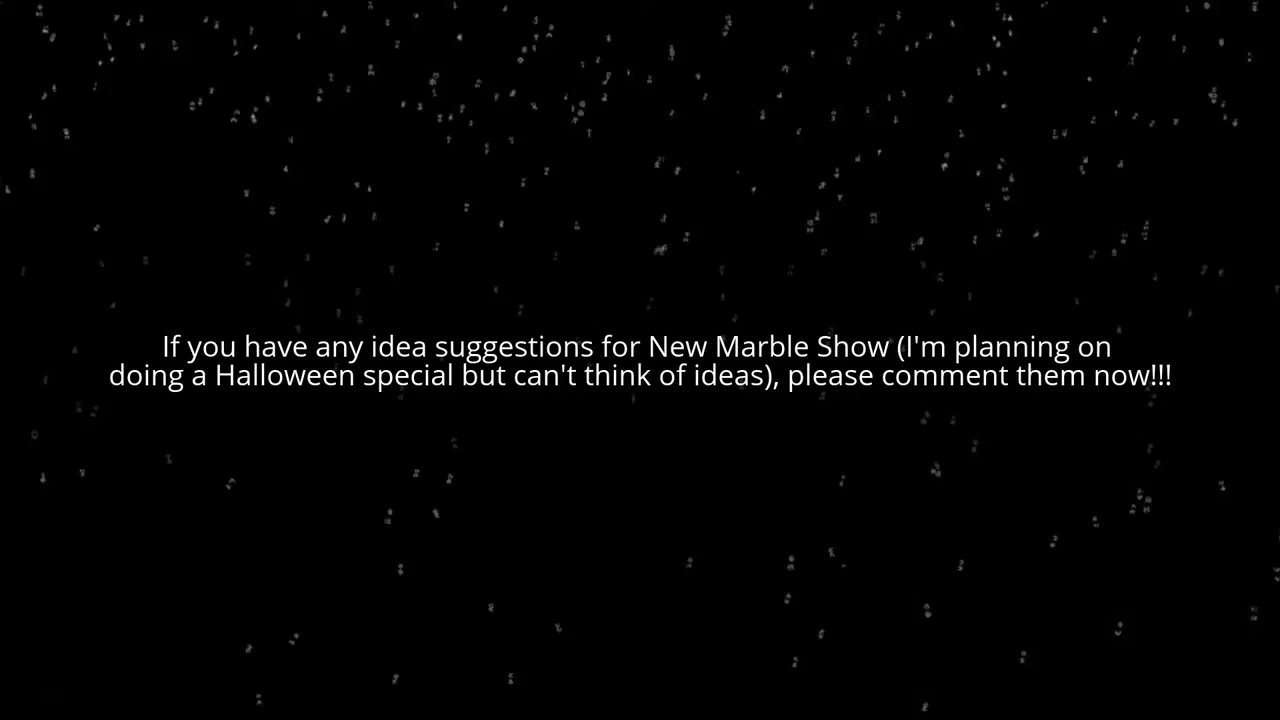 If you have any idea suggestions for New Marble Show (I'm planning on
doing a Halloween special but can't think of ideas), please comment them now!!!